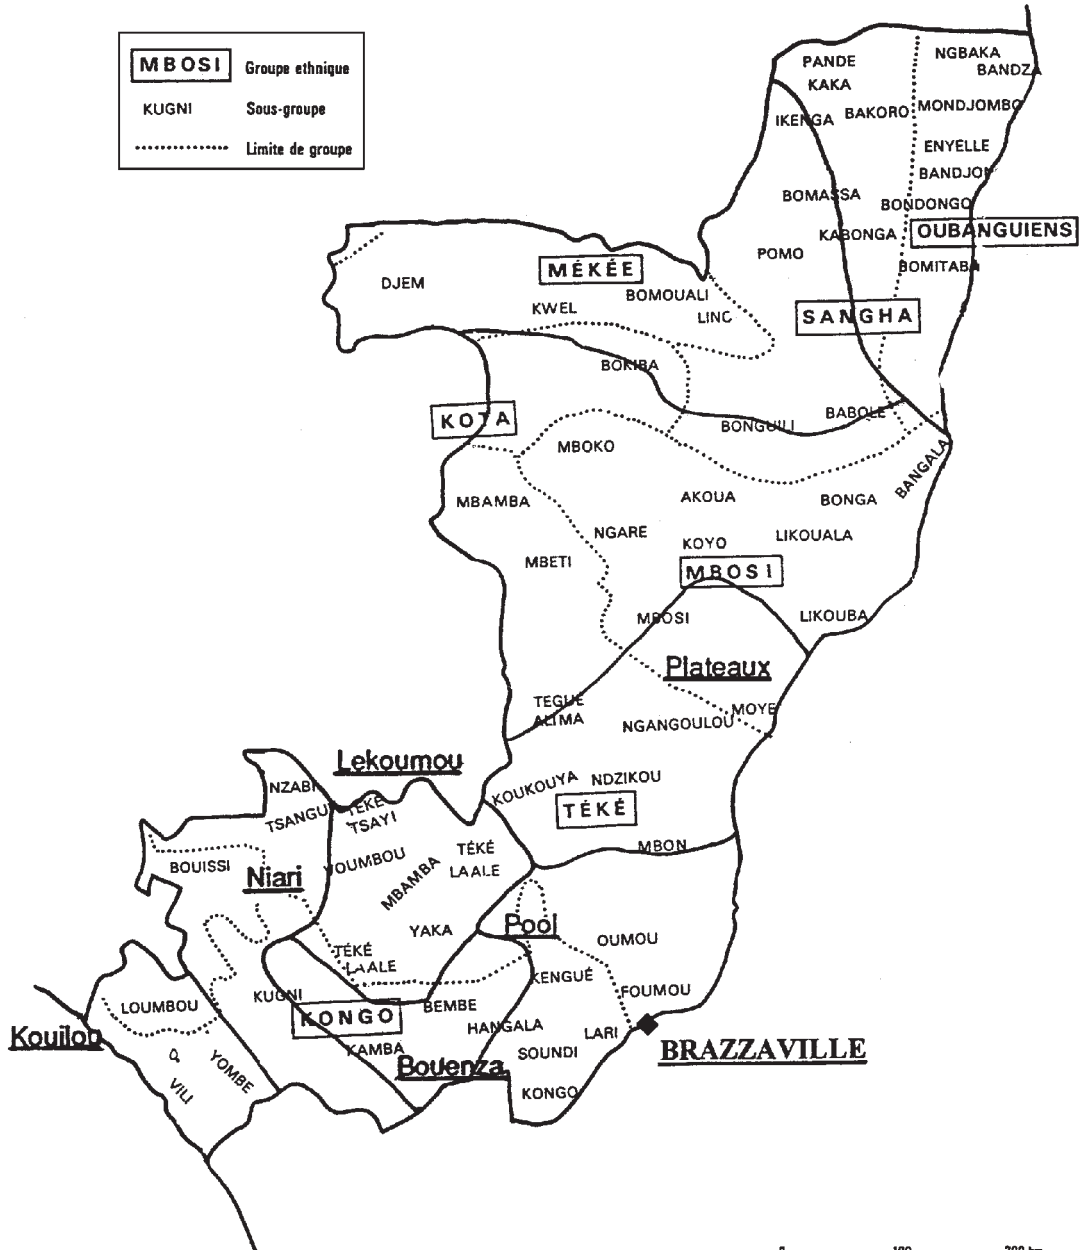 MBOSI Groupe ethnique
KUGNI Sous-groupe
Limite de groupe
PANDE
KAKA
IKENGA
BAKORO
NGBAKA
BANDZA
MONDJOMBO
ENYELLE
BANDJON
BOMASSA
BONDONGO
KABONGA
OUBANGUIENS
POMO
BOMITABA
SANGHA
DJEM
MÉKÉE
BOMOUALI
KWEL
LINC
BOKIBA
KOTA
BONGUILI
BABOLE
MBOKO
BANGALA
MBAMBA
AKOUA
BONGA
NGARE
KOYO
LIKOUALA
MBETI
MBOSI
MBOSI
LIKOUBA
Plateaux
TEGUE
ALIMA
NGANGOULOU
MOYE
Lekoumou
NZABI
TSANGUI
TEKE
TSAYI
KOUKOUYA
NDZIKOU
TÉKÉ
MBON
BOUISSI
Niari
YOUMBOU
MBAMBA
TÉKÉ
LAALE
YAKA
Pool
OUMOU
TÉKÉ
LAALE
KENGUÉ
FOUMOU
KUGNI
KONGO
BEMBE
HANGALA
LARI
LOUMBOU
Kouilou
KAMBA
Bouenza
SOUNDI
BRAZZAVILLE
YOMBE
VILI
KONGO